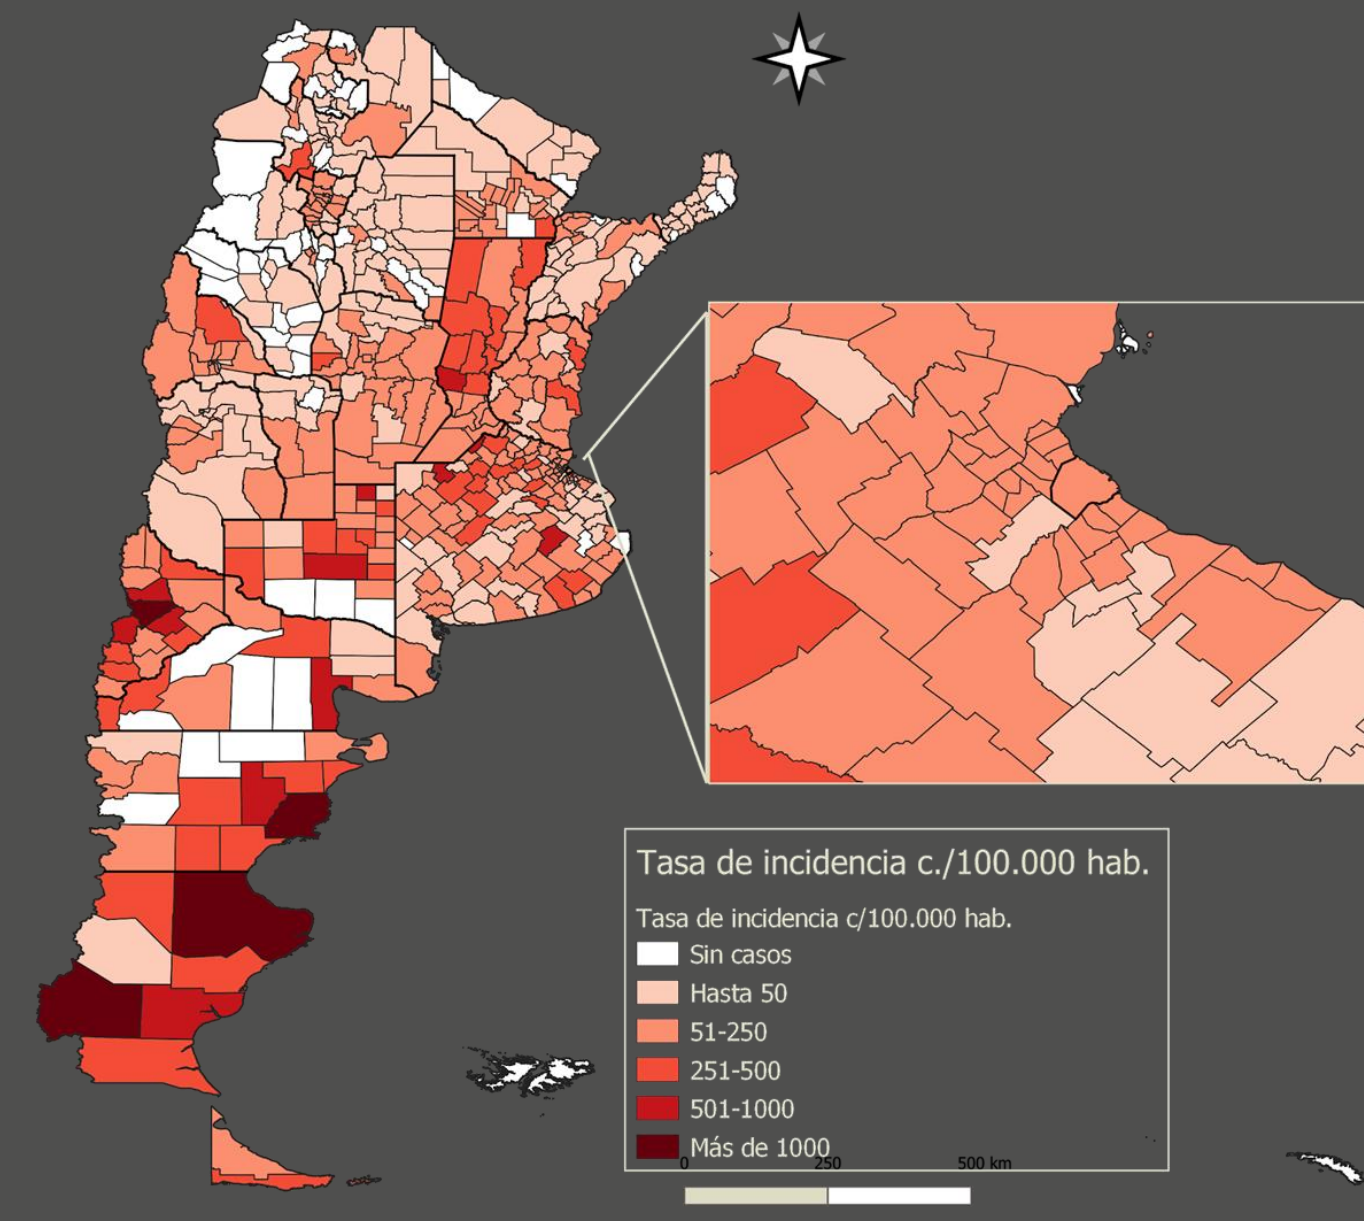 Tasa de incidencia c./100.000 hab.
Tasa de incidencia c/100.000 hab.
Sin casos
Hasta 50
51-250
251-500
501-1000
Más de 1000
0 250 500 km